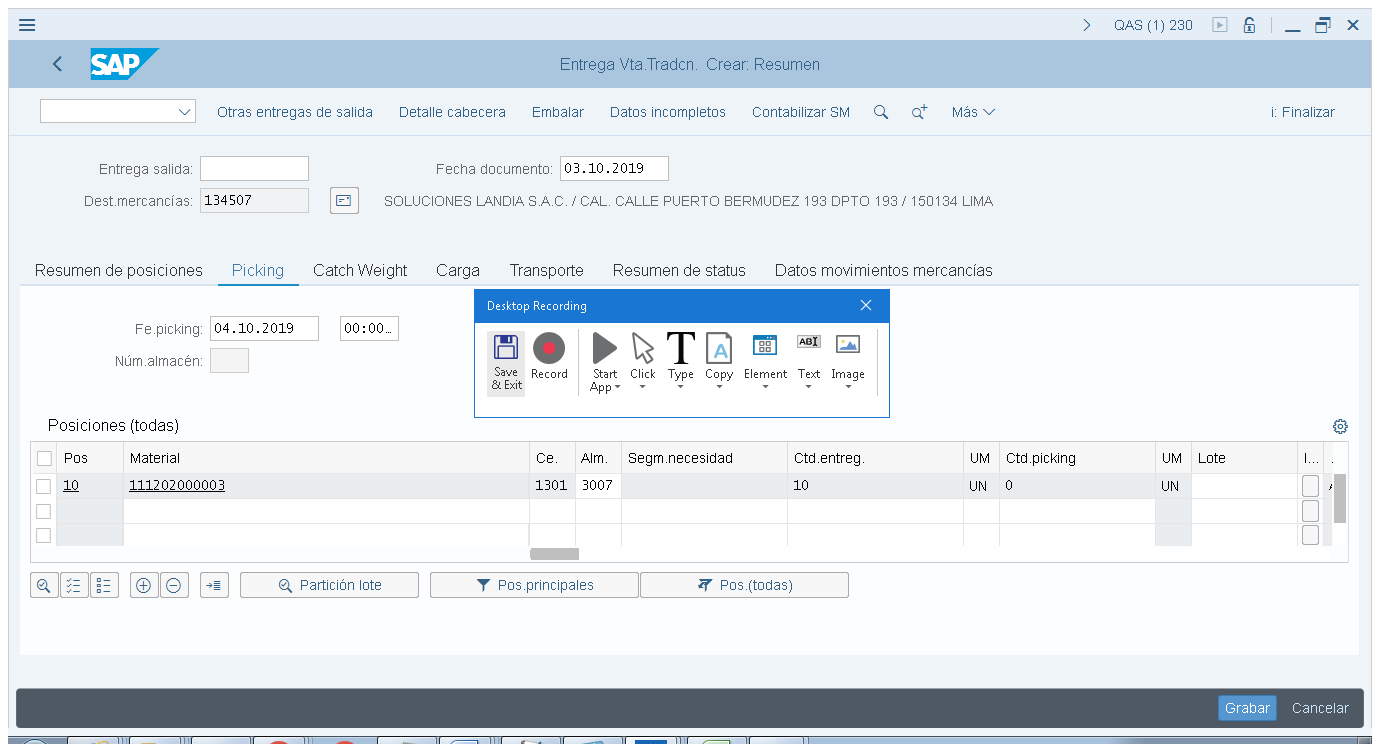 QAS (1) 230
SAP
Entrega Vta.Tradcn. Crear: Resumen
Otras entregas de salida Detalle cabecera Embalar Datos incompletos Contabilizar SM Más i: Finalizar
Entrega salida: Fecha documento: 03.10.2019
Dest.mercancías: 134507 SOLUCIONES LANDIA S.A.C. / CAL. CALLE PUERTO BERMUDEZ 193 DPTO 193 / 150134 LIMA
Resumen de posiciones Picking Catch Weight Carga Transporte Resumen de status Datos movimientos mercancías
Desktop Recording
Fe.picking: 04.10.2019 00:00...
Núm.almacén:
Save & Exit Record Start App Click Type Copy Element Text Image
Posiciones (todas)
Pos Material Ce. Alm. Segm.necesidad Ctd.entreg. UM Ctd.picking UM Lote I...
10 111202000003 1301 3007 10 UN 0 UN
Partición lote Pos.principales Pos.(todas)
Grabar Cancelar